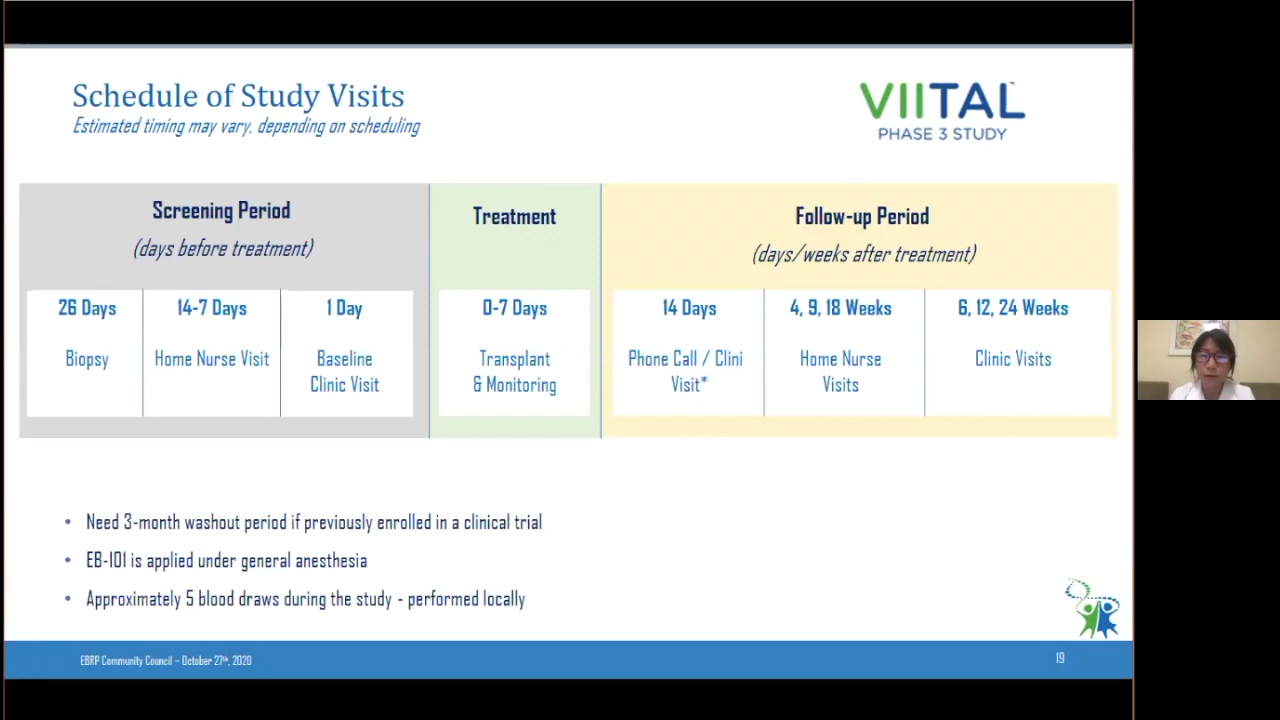 Schedule of Study Visits
Estimated timing may vary, depending on scheduling
VIITAL™
PHASE 3 STUDY
Screening Period
(days before treatment)
26 Days
Biopsy
14-7 Days
Home Nurse Visit
1 Day
Baseline
Clinic Visit
Treatment
0-7 Days
Transplant
& Monitoring
Follow-up Period
(days/weeks after treatment)
14 Days
Phone Call / Clini
Visit*
4, 9, 18 Weeks
Home Nurse
Visits
6, 12, 24 Weeks
Clinic Visits
• Need 3-month washout period if previously enrolled in a clinical trial
• EB-101 is applied under general anesthesia
• Approximately 5 blood draws during the study - performed locally
EBRP Community Council – October 27th, 2020
19